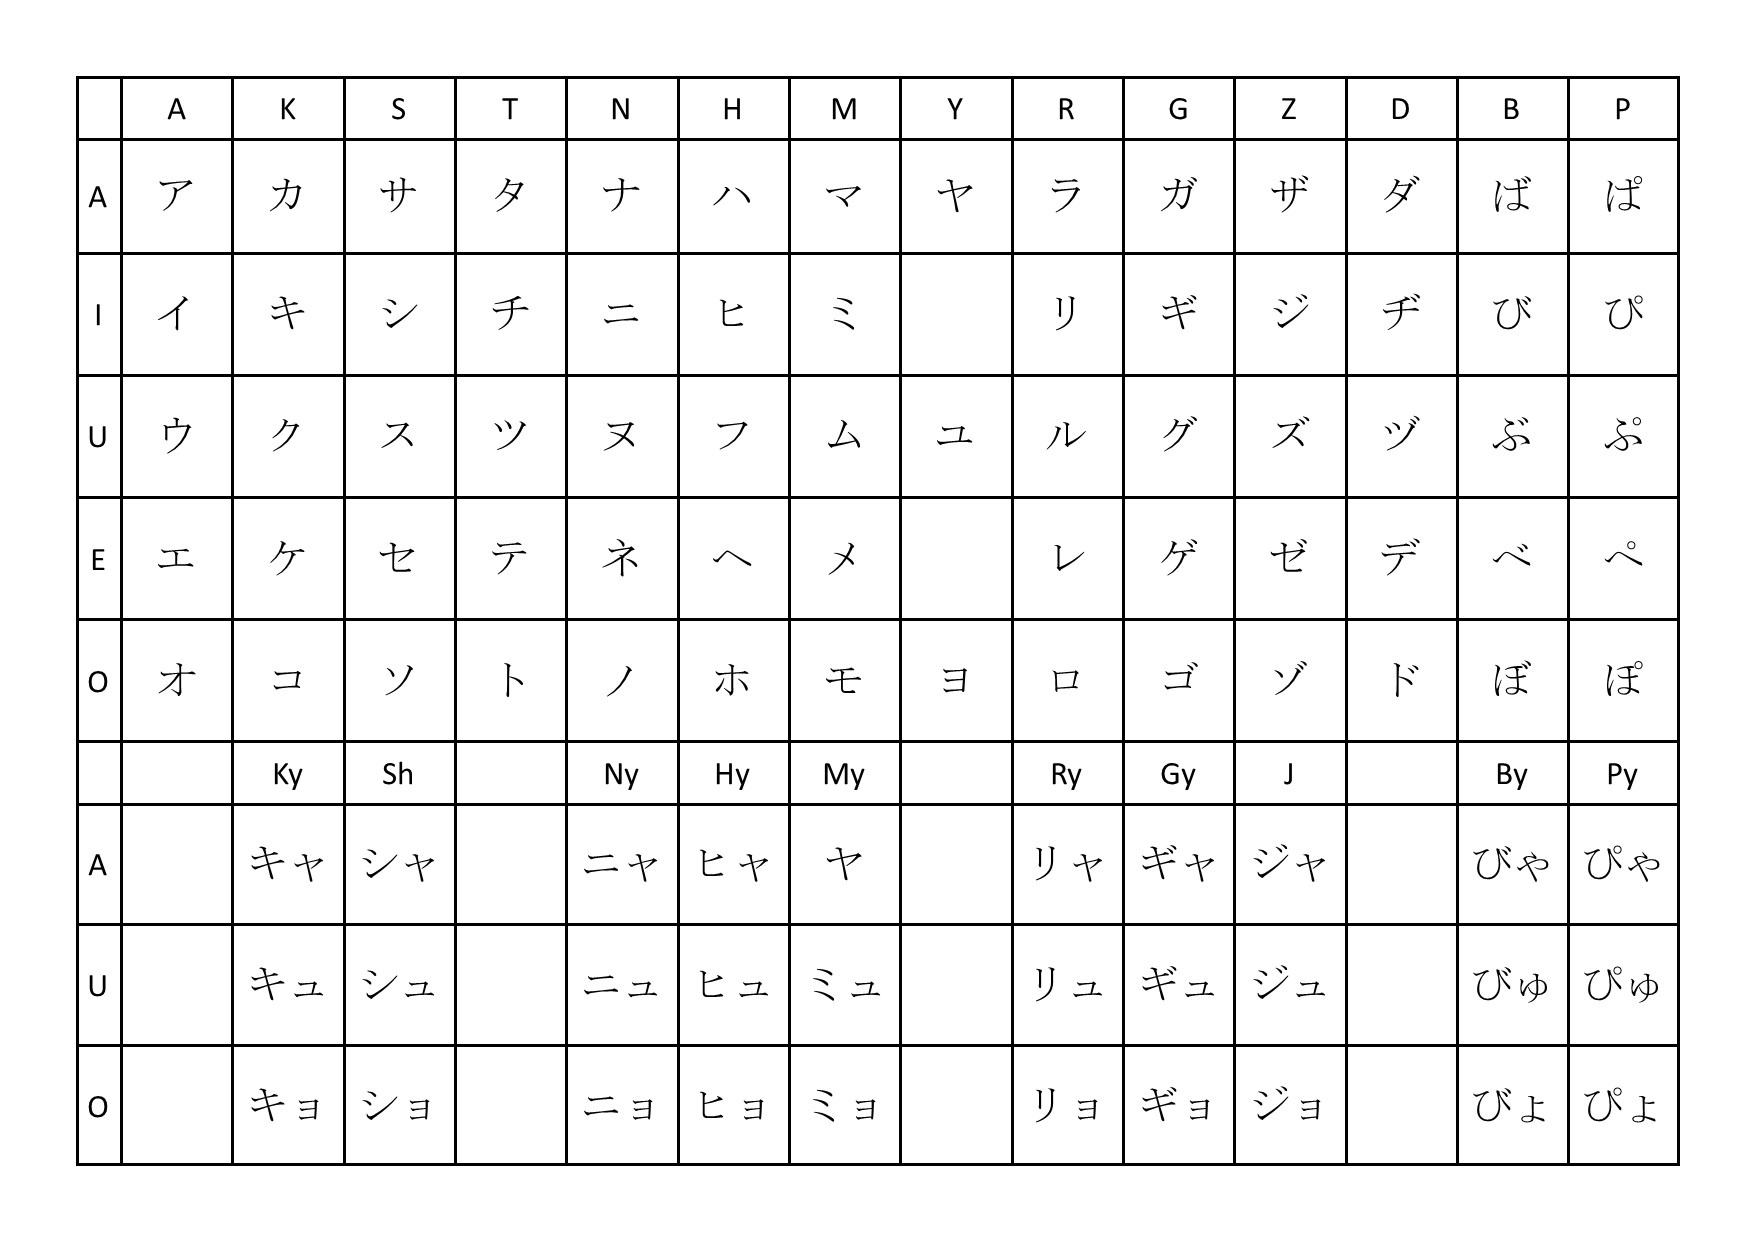 A K S T N H M Y R G Z D B P
A ア カ サ タ ナ ハ マ ヤ ラ ガ ザ ダ ば ぱ
I イ キ シ チ ニ ヒ ミ リ ギ ジ ヂ び ぴ
U ウ ク ス ツ ヌ フ ム ユ ル グ ズ ヅ ぶ ぷ
E エ ケ セ テ ネ ヘ メ レ ゲ ゼ デ べ ぺ
O オ コ ソ ト ノ ホ モ ヨ ロ ゴ ゾ ド ぼ ぽ
Ky Sh Ny Hy My Ry Gy J By Py
A キャ シャ ニャ ヒャ ヤ リャ ギャ ジャ びゃ ぴゃ
U キュ シュ ニュ ヒュ ミュ リュ ギュ ジュ びゅ ぴゅ
O キョ ショ ニョ ヒョ ミョ リョ ギョ ジョ びょ ぴょ